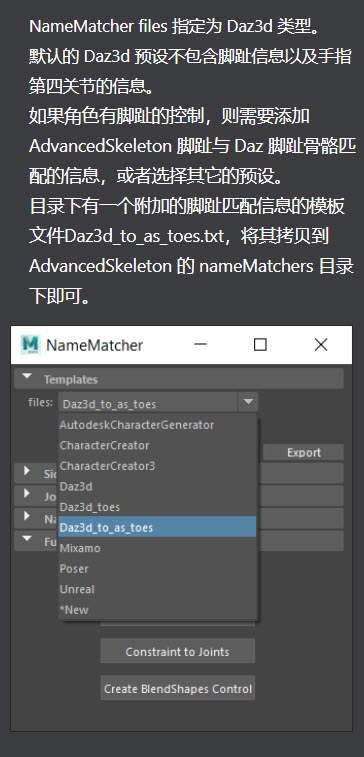 NameMatcher files 指定为 Daz3d 类型。
默认的 Daz3d 预设不包含脚趾信息以及手指
第四关节的信息。
如果角色有脚趾的控制，则需要添加
AdvancedSkeleton 脚趾与 Daz 脚趾骨骼匹
配的信息，或者选择其它的预设。
目录下有一个附加的脚趾匹配信息的模板
文件Daz3d_to_as_toes.txt，将其拷贝到
AdvancedSkeleton 的 nameMatchers 目录
下即可。
NameMatcher
Templates
files: Daz3d_to_as_toes
AutodeskCharacterGenerator
CharacterCreator
Export
CharacterCreator3
Daz3d
Daz3d_toes
Daz3d_to_as_toes
Mixamo
Poser
Unreal
*New
Constraint to Joints
Create BlendShapes Control